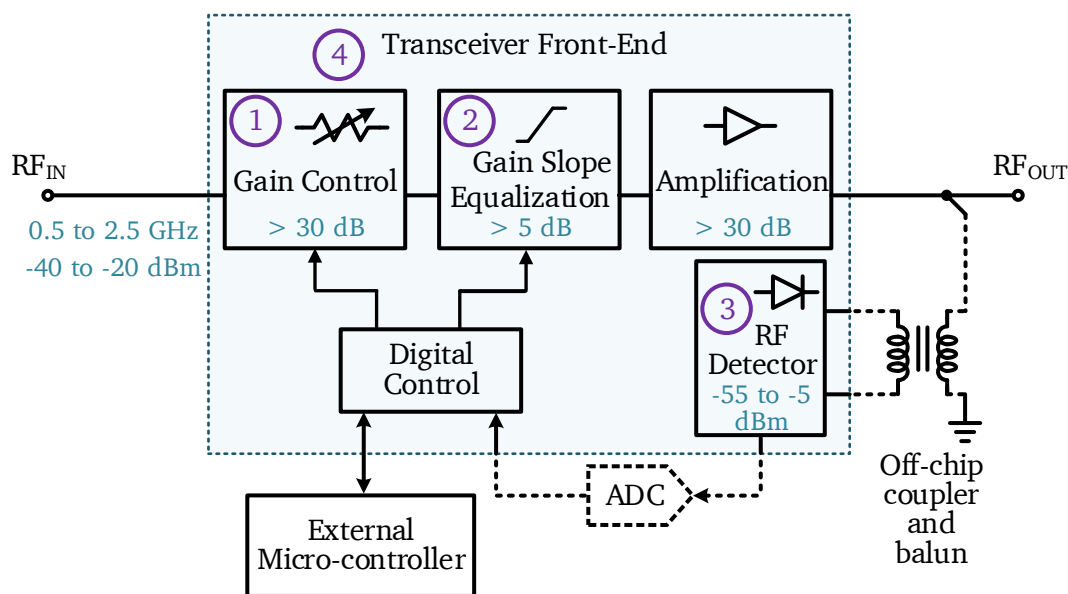 Transceiver Front-End
4
1
2
Gain Control
> 30 dB
Gain Slope
Equalization
> 5 dB
Amplification
> 30 dB
RFIN
0.5 to 2.5 GHz
-40 to -20 dBm
RFOUT
3
RF
Detector
-55 to -5
dBm
Digital
Control
ADC
External
Micro-controller
Off-chip
coupler
and
balun